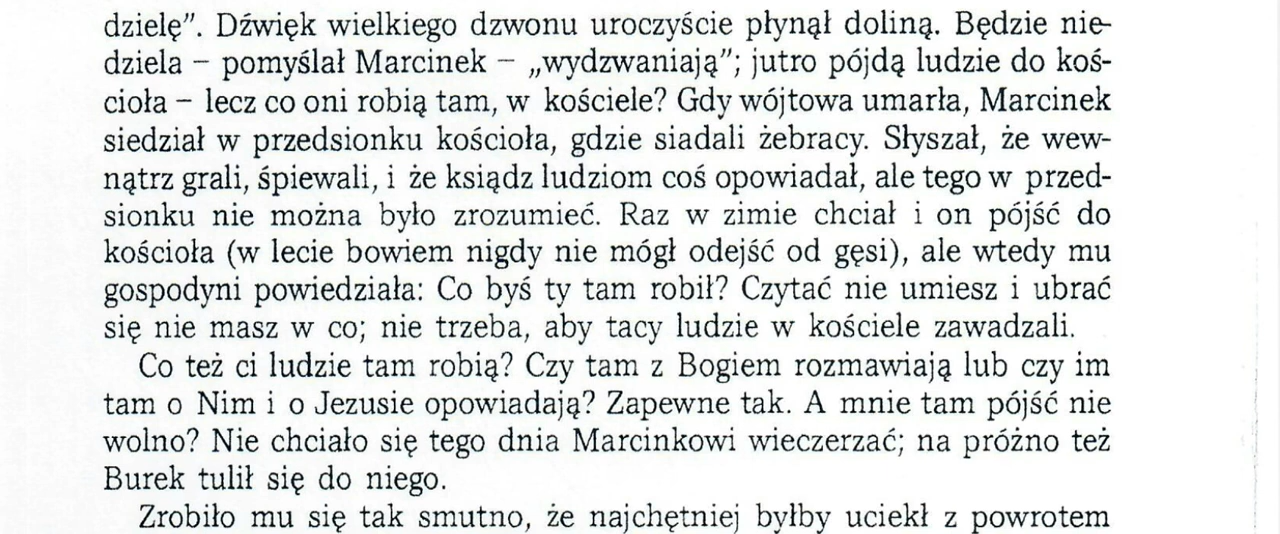 dzielę". Dźwięk wielkiego dzwonu uroczyście płynął doliną. Będzie nie-
dziela – pomyślał Marcinek – „wydzwaniają"; jutro pójdą ludzie do koś-
cioła – lecz co oni robią tam, w kościele? Gdy wójtowa umarła, Marcinek
siedział w przedsionku kościoła, gdzie siadali żebracy. Słyszał, że wew-
nątrz grali, śpiewali, i że ksiądz ludziom coś opowiadał, ale tego w przed-
sionku nie można było zrozumieć. Raz w zimie chciał i on pójść do
kościoła (w lecie bowiem nigdy nie mógł odejść od gęsi), ale wtedy mu
gospodyni powiedziała: Co byś ty tam robił? Czytać nie umiesz i ubrać
się nie masz w co; nie trzeba, aby tacy ludzie w kościele zawadzali.
Co też ci ludzie tam robią? Czy tam z Bogiem rozmawiają lub czy im
tam o Nim i o Jezusie opowiadają? Zapewne tak. A mnie tam pójść nie
wolno? Nie chciało się tego dnia Marcinkowi wieczerzać; na próżno też
Burek tulił się do niego.
Zrobiło mu się tak smutno, że najchętniej byłby uciekł z powrotem